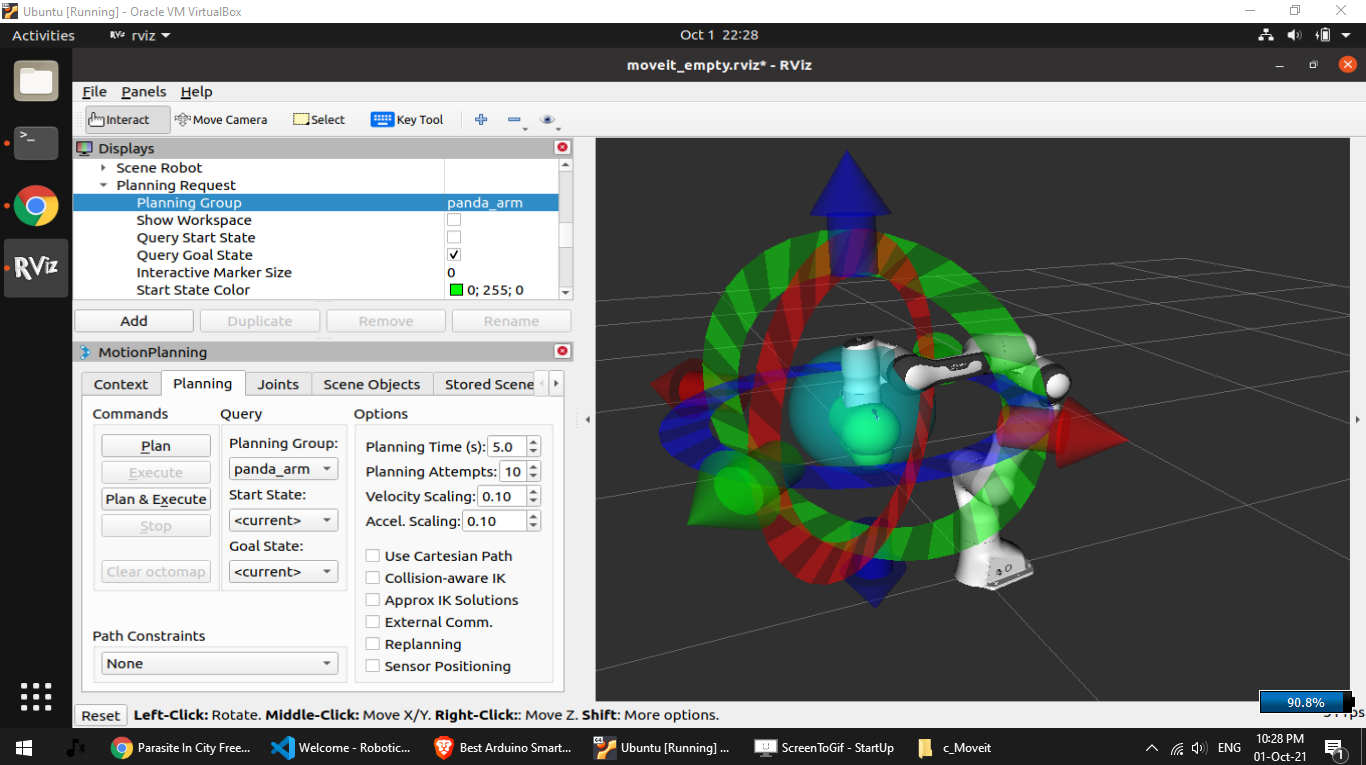 Ubuntu [Running] - Oracle VM VirtualBox
Activities RViz rviz Oct 1 22:28
moveit_empty.rviz* - RViz
File Panels Help
Interact Move Camera Select Key Tool
Displays
Scene Robot
Planning Request
Planning Group panda_arm
Show Workspace
Query Start State
Query Goal State
Interactive Marker Size 0
Start State Color 0; 255; 0
RViz
Add Duplicate Remove Rename
MotionPlanning
Context Planning Joints Scene Objects Stored Scene
Commands Query Options
Plan
Execute
Plan & Execute
Stop
Clear octomap
Planning Group:
panda_arm
Start State:
<current>
Goal State:
<current>
Planning Time (s): 5.0
Planning Attempts: 10
Velocity Scaling: 0.10
Accel. Scaling: 0.10
Use Cartesian Path
Collision-aware IK
Approx IK Solutions
External Comm.
Replanning
Sensor Positioning
Path Constraints
None
90.8%
Reset Left-Click: Rotate. Middle-Click: Move X/Y. Right-Click:: Move Z. Shift: More options.
Parasite In City Free... Welcome - Robotic... Best Arduino Smart... 64 Ubuntu [Running] ... ScreenToGif - StartUp c_Moveit ENG 10:28 PM
01-Oct-21 1